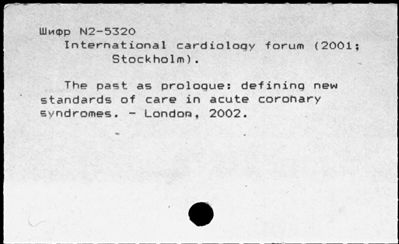 Шифр N2-5320
International cardiology forum (2001;
Stockholm).
The past as prologue: defining new
standards of care in acute coronary
syndromes. - London, 2002.